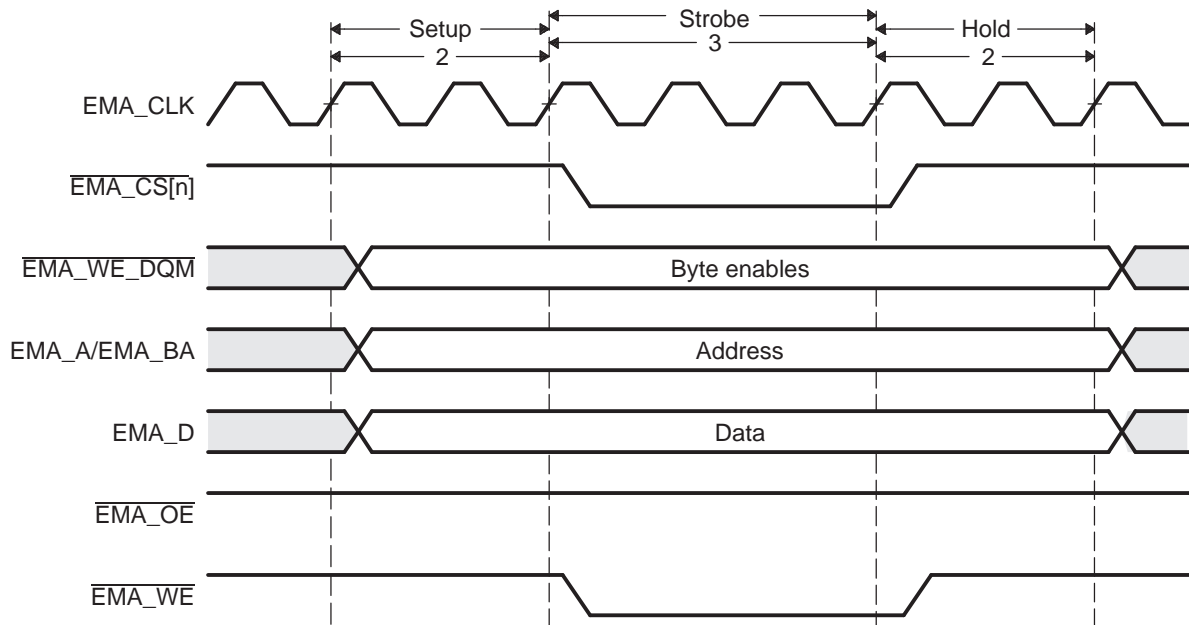 Setup
Strobe
Hold
2
3
2
EMA_CLK
EMA_CS[n]
EMA_WE_DQM
Byte enables
EMA_A/EMA_BA
Address
EMA_D
Data
EMA_OE
EMA_WE